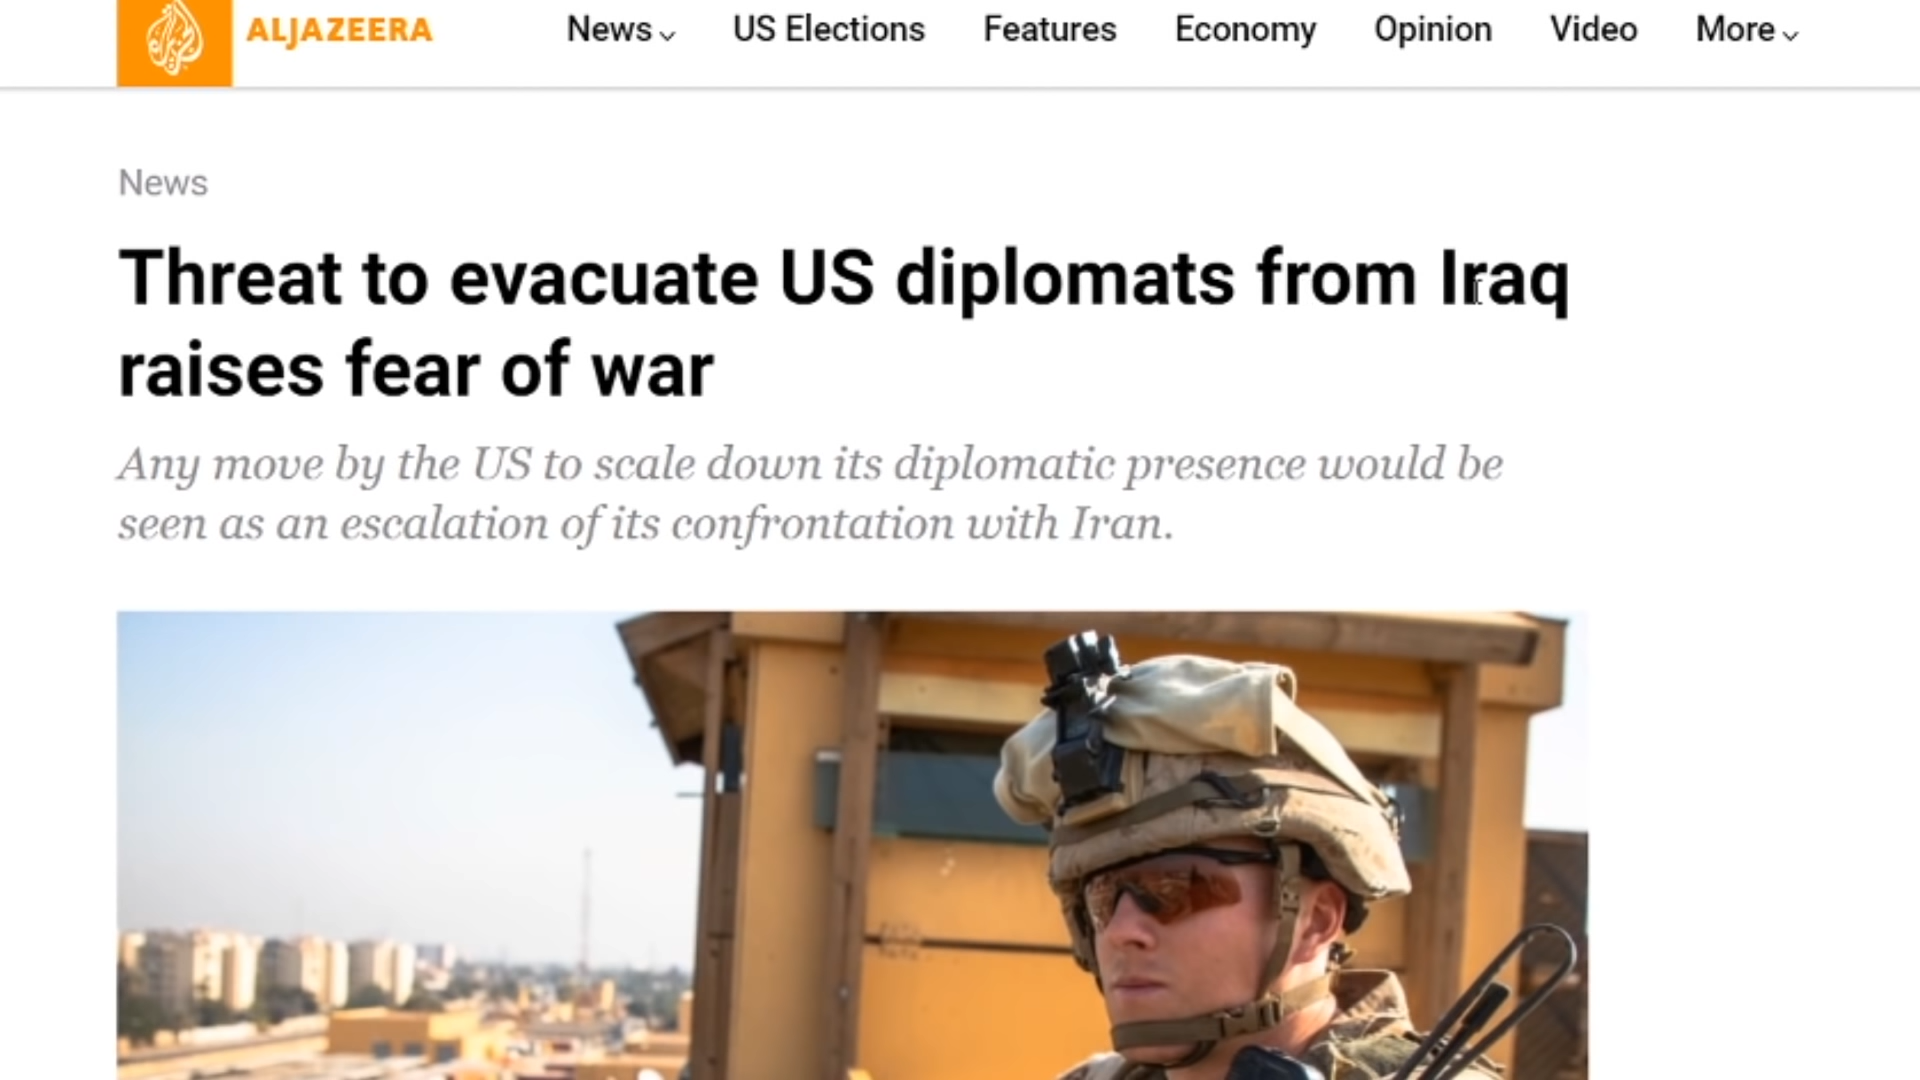 ALJAZEERA
News
US Elections
Features
Economy
Opinion
Video
More
News
Threat to evacuate US diplomats from Iraq
raises fear of war
Any move by the US to scale down its diplomatic presence would be
seen as an escalation of its confrontation with Iran.